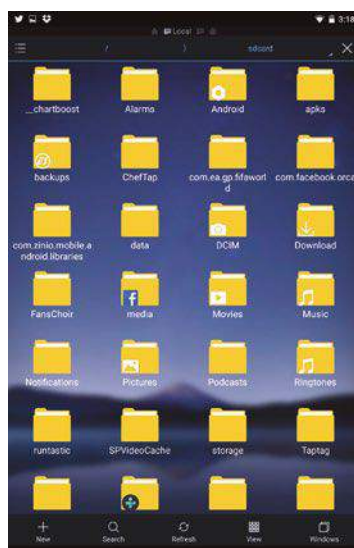 3:18
Local
/
sdcard
__chartboost
Alarms
Android
apks
backups
ChefTap
com.ea.gp.fifaworl
d
com.facebook.orca
com.zinio.mobile.a
ndroid.libraries
data
DCIM
Download
FansChoir
media
Movies
Music
Notifications
Pictures
Podcasts
Ringtones
runtastic
SPVideoCache
storage
Taptag
New
Search
Refresh
View
Windows